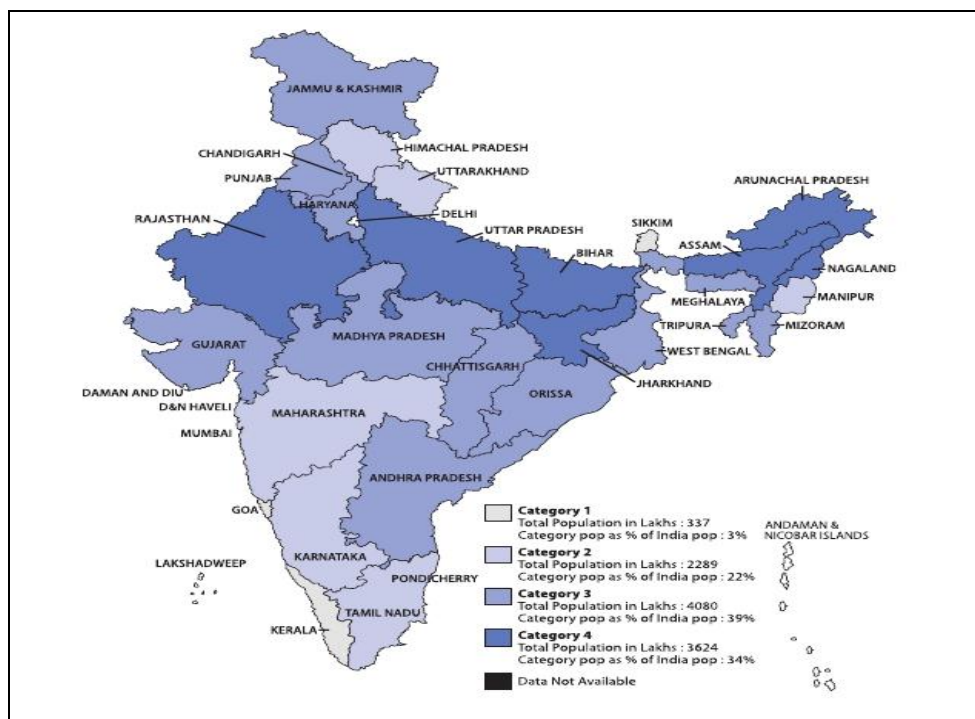 JAMMU & KASHMIR
HIMACHAL PRADESH
CHANDIGARH
UTTARAKHAND
PUNJAB
ARUNACHAL PRADESH
HARYANA
DELHI
RAJASTHAN
SIKKIM
UTTAR PRADESH
ASSAM
BIHAR
NAGALAND
MEGHALAYA
MANIPUR
TRIPURA
MIZORAM
MADHYA PRADESH
GUJARAT
WEST BENGAL
CHHATTISGARH
JHARKHAND
DAMAN AND DIU
ORISSA
D&N HAVELI
MAHARASHTRA
MUMBAI
ANDHRA PRADESH
GOA
Category 1
Total Population in Lakhs : 337
Category pop as % of India pop : 3%
ANDAMAN &
NICOBAR ISLANDS
KARNATAKA
LAKSHADWEEP
Category 2
Total Population in Lakhs : 2289
Category pop as % of India pop : 22%
PONDICHERRY
TAMIL NADU
KERALA
Category 3
Total Population in Lakhs : 4080
Category pop as % of India pop : 39%
Category 4
Total Population in Lakhs : 3624
Category pop as % of India pop : 34%
Data Not Available